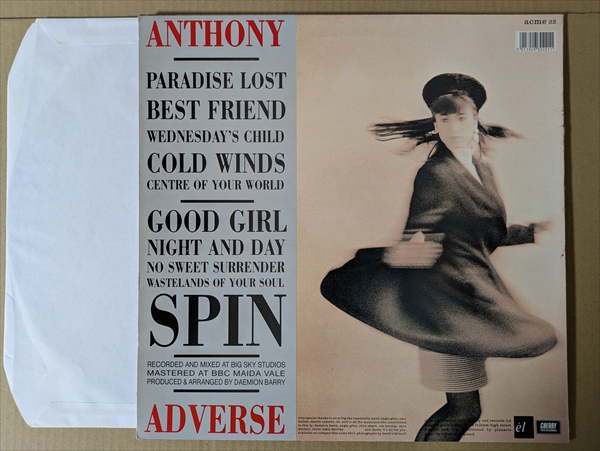 ANTHONY
PARADISE LOST
BEST FRIEND
WEDNESDAY'S CHILD
COLD WINDS
CENTRE OF YOUR WORLD
GOOD GIRL
NIGHT AND DAY
NO SWEET SURRENDER
WASTELANDS OF YOUR SOUL
SPIN
RECORDED AND MIXED AT BIG SKY STUDIOS
MASTERED AT BBC MAIDA VALE
PRODUCED & ARRANGED BY DAEMION BARRY
ADVERSE
acme 22
él
CHERRY